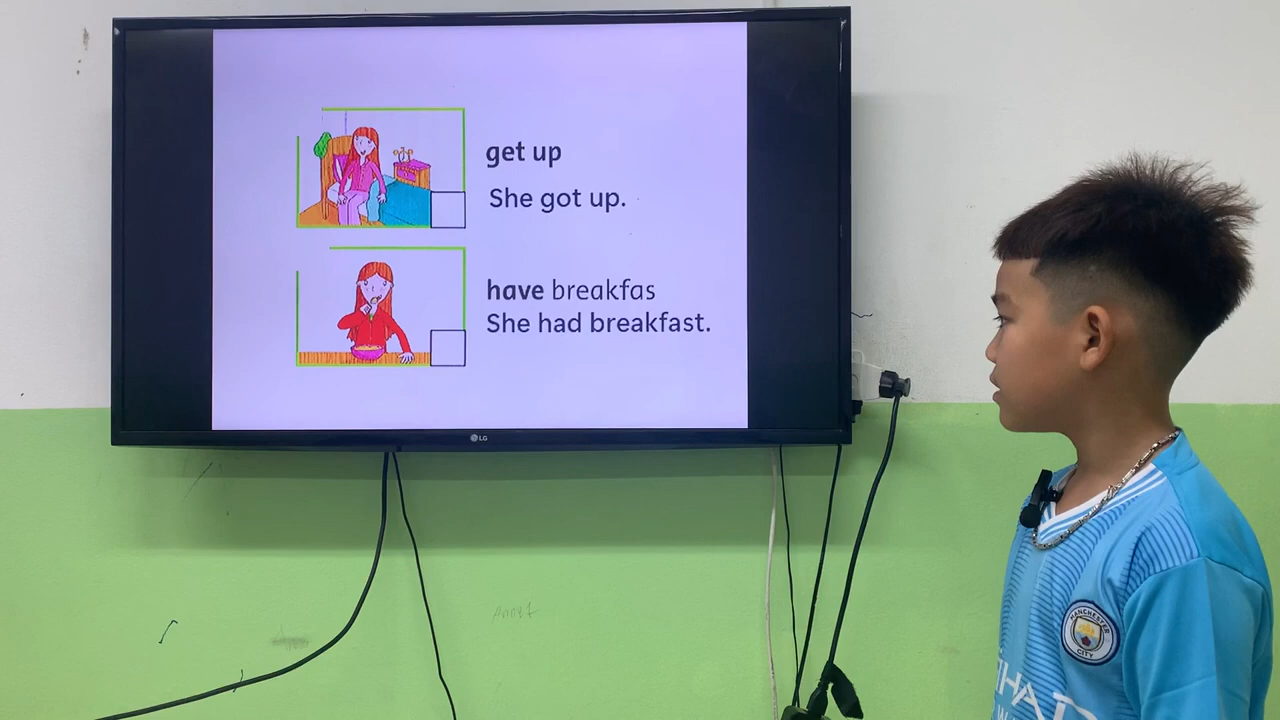 get up
She got up.
have breakfas
She had breakfast.
LG
MANCHESTER
CITY